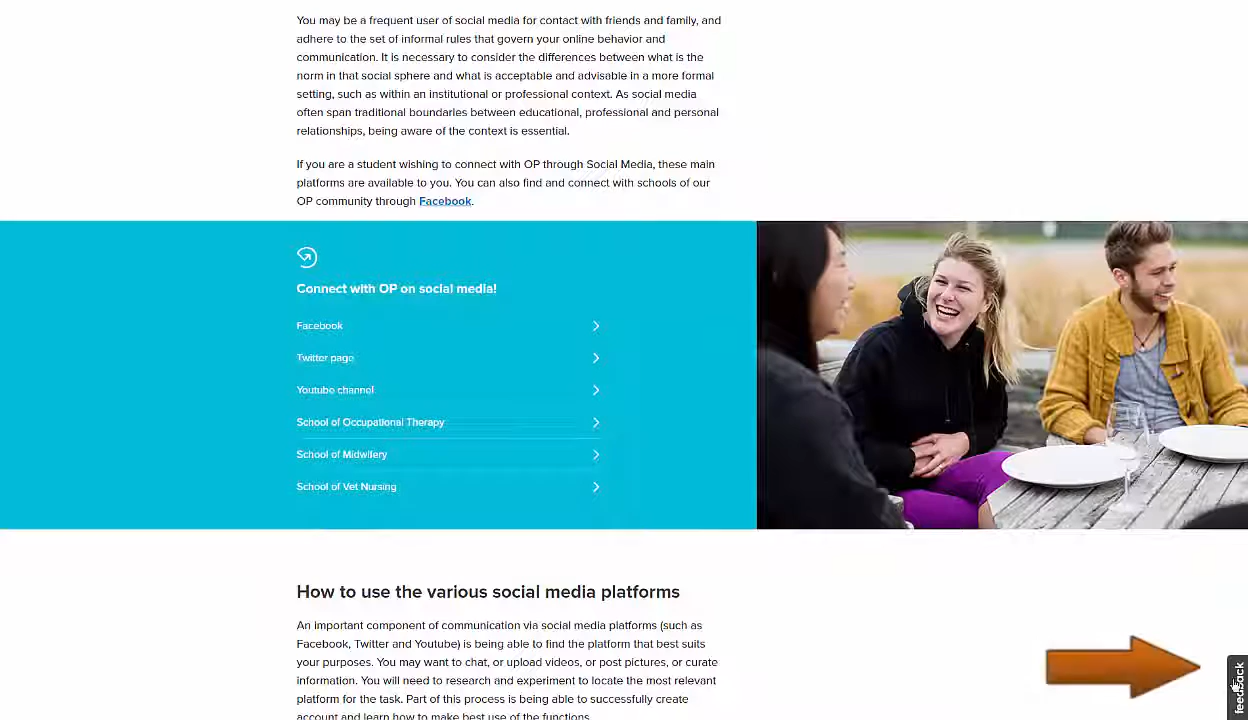 You may be a frequent user of social media for contact with friends and family, and
adhere to the set of informal rules that govern your online behavior and
communication. It is necessary to consider the differences between what is the
norm in that social sphere and what is acceptable and advisable in a more formal
setting, such as within an institutional or professional context. As social media
often span traditional boundaries between educational, professional and personal
relationships, being aware of the context is essential.
If you are a student wishing to connect with OP through Social Media, these main
platforms are available to you. You can also find and connect with schools of our
OP community through Facebook.
Connect with OP on social media!
Facebook
Twitter page
Youtube channel
School of Occupational Therapy
School of Midwifery
School of Vet Nursing
How to use the various social media platforms
An important component of communication via social media platforms (such as
Facebook, Twitter and Youtube) is being able to find the platform that best suits
your purposes. You may want to chat, or upload videos, or post pictures, or curate
information. You will need to research and experiment to locate the most relevant
platform for the task. Part of this process is being able to successfully create
account and learn how to make best use of the functions.
feedback